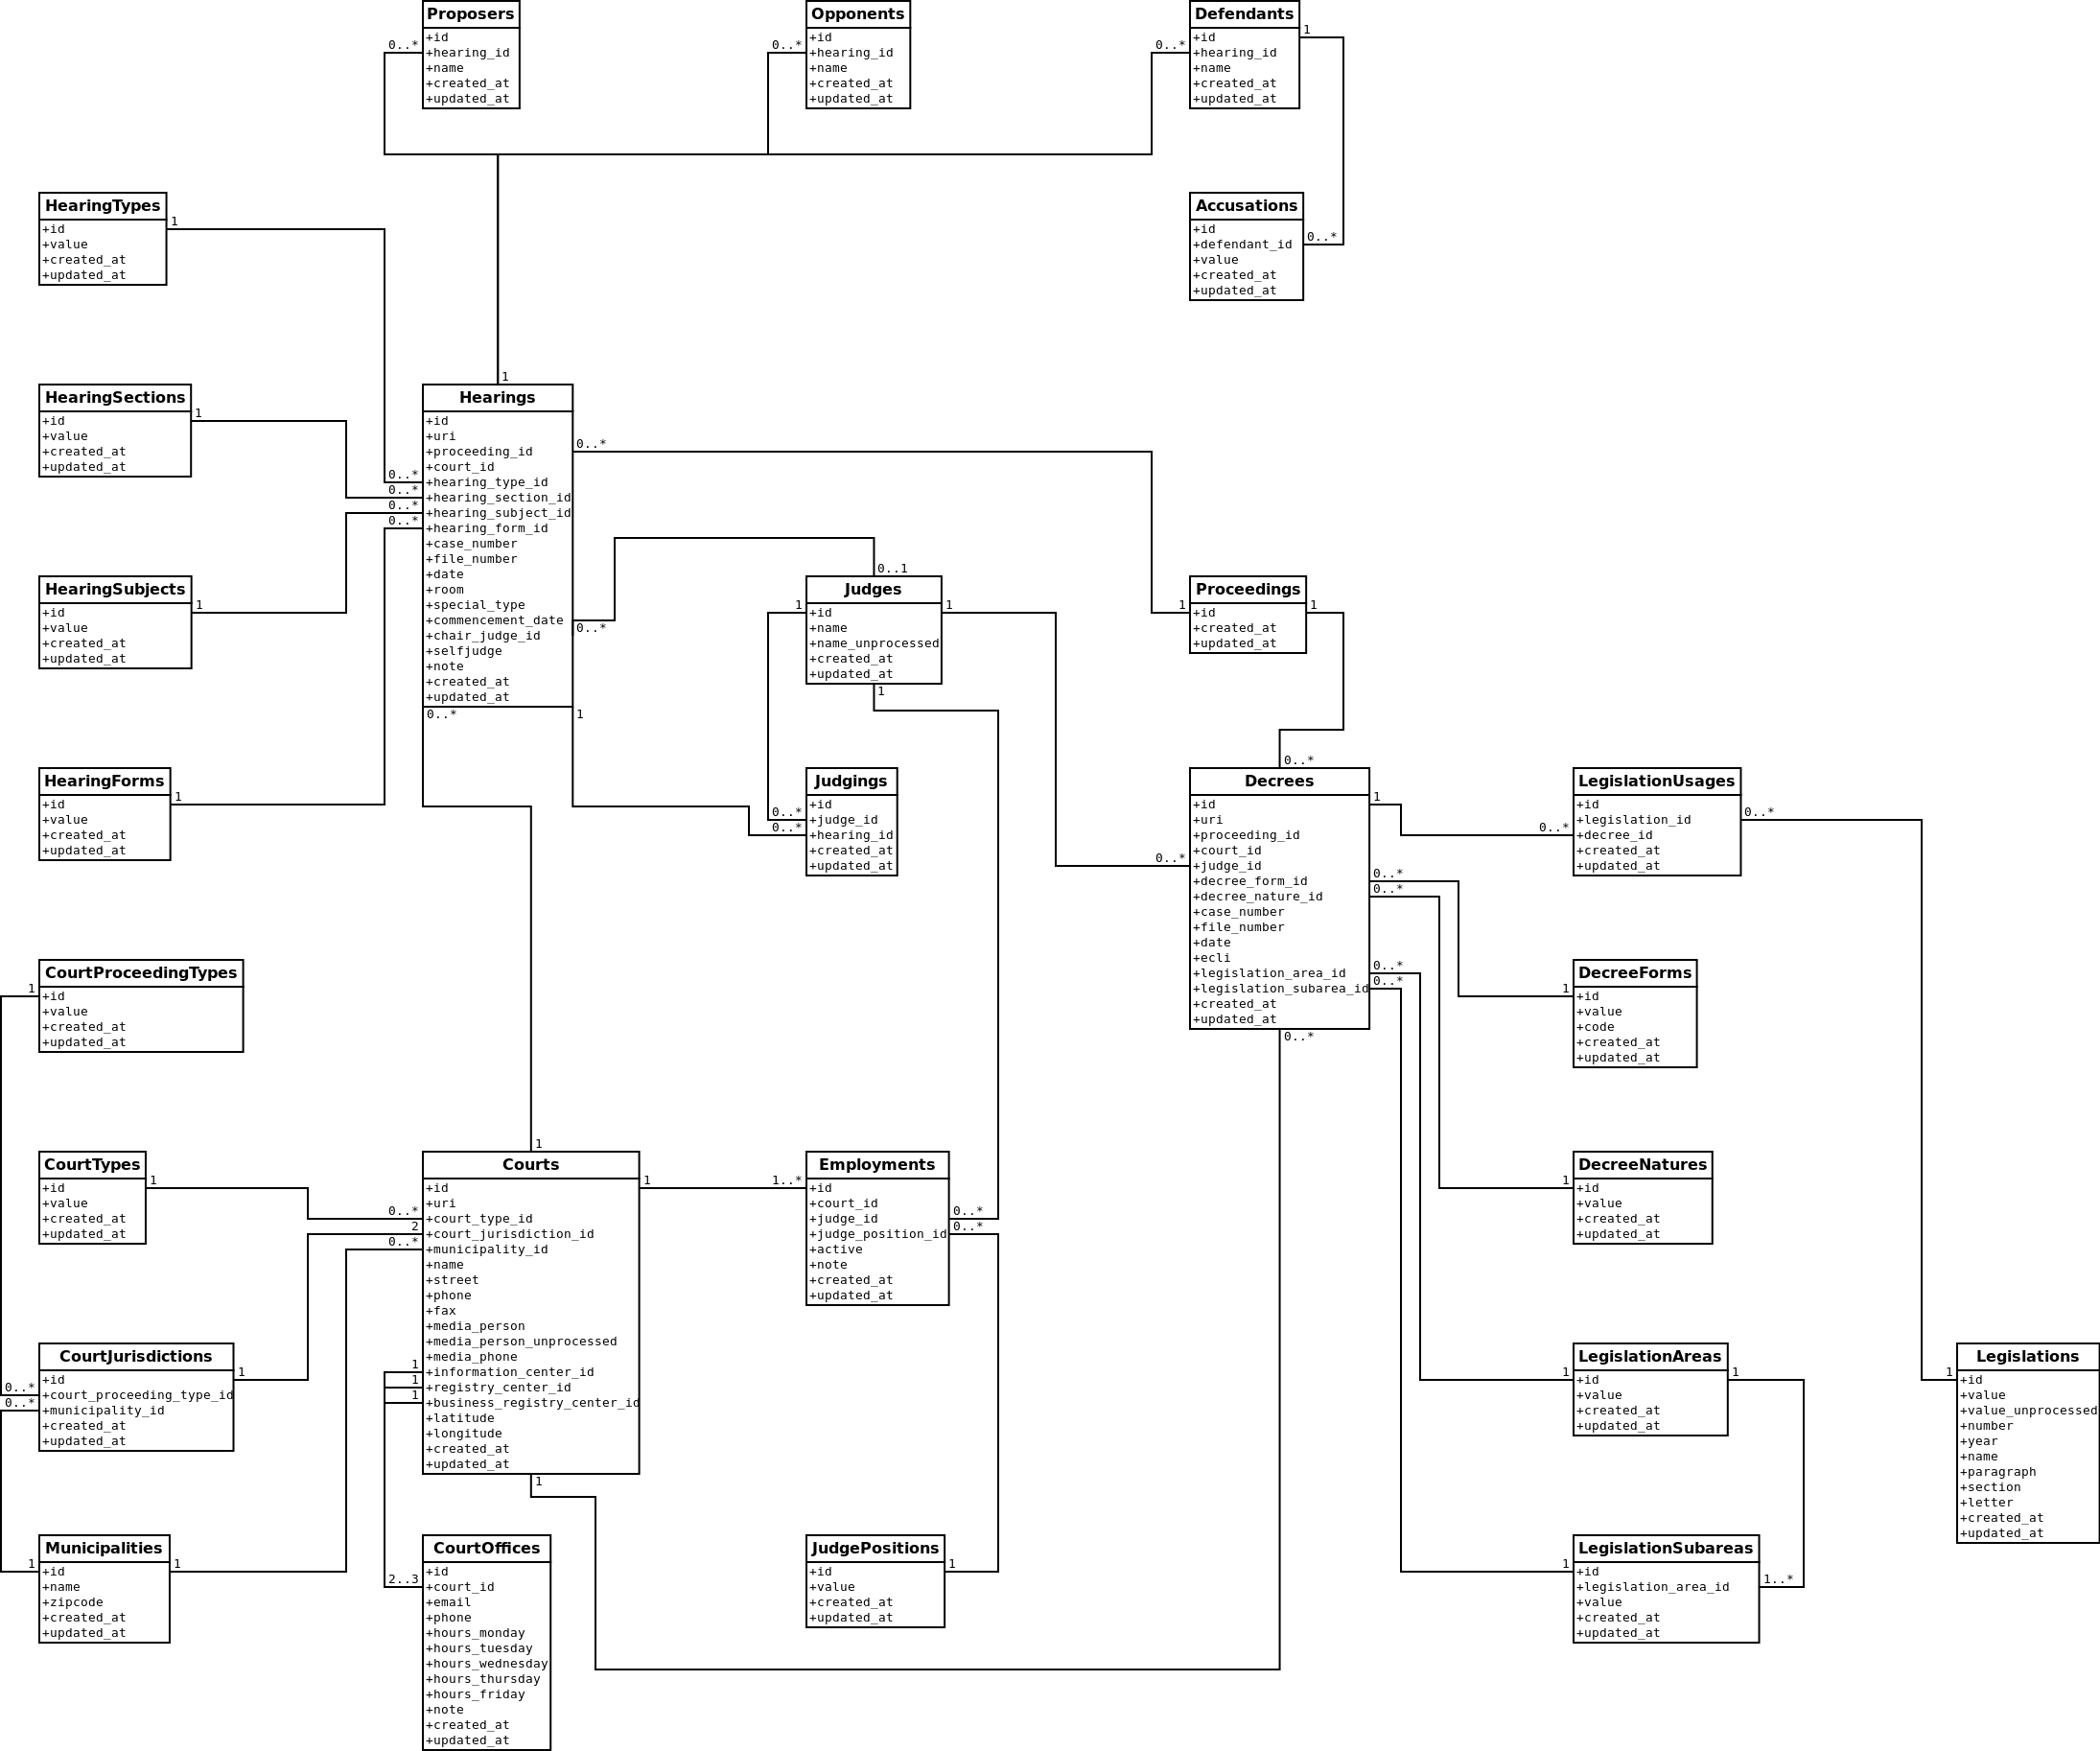 Proposers
+id
+hearing_id
+name
+created_at
+updated_at
0..*
Opponents
+id
+hearing_id
+name
+created_at
+updated_at
0..*
Defendants
+id
+hearing_id
+name
+created_at
+updated_at
0..*
1
HearingTypes
+id
+value
+created_at
+updated_at
1
Accusations
+id
+defendant_id
+value
+created_at
+updated_at
0..*
HearingSections
+id
+value
+created_at
+updated_at
1
1
Hearings
+id
+uri
+proceeding_id
+court_id
+hearing_type_id
+hearing_section_id
+hearing_subject_id
+hearing_form_id
+case_number
+file_number
+date
+room
+special_type
+commencement_date
+chair_judge_id
+selfjudge
+note
+created_at
+updated_at
0..*
0..*
0..*
0..*
0..*
0..*
0..*
1
HearingSubjects
+id
+value
+created_at
+updated_at
1
0..1
Judges
+id
+name
+name_unprocessed
+created_at
+updated_at
1
1
1
Proceedings
+id
+created_at
+updated_at
1
1
HearingForms
+id
+value
+created_at
+updated_at
1
Judgings
+id
+judge_id
+hearing_id
+created_at
+updated_at
0..*
0..*
0..*
Decrees
+id
+uri
+proceeding_id
+court_id
+judge_id
+decree_form_id
+decree_nature_id
+case_number
+file_number
+date
+ecli
+legislation_area_id
+legislation_subarea_id
+created_at
+updated_at
1
0..*
0..*
0..*
0..*
0..*
0..*
LegislationUsages
+id
+legislation_id
+decree_id
+created_at
+updated_at
0..*
0..*
CourtProceedingTypes
+id
+value
+created_at
+updated_at
1
DecreeForms
+id
+value
+code
+created_at
+updated_at
1
CourtTypes
+id
+value
+created_at
+updated_at
1
1
Courts
+id
+uri
+court_type_id
+court_jurisdiction_id
+municipality_id
+name
+street
+phone
+fax
+media_person
+media_person_unprocessed
+media_phone
+information_center_id
+registry_center_id
+business_registry_center_id
+latitude
+longitude
+created_at
+updated_at
1
0..*
2
0..*
1
1
1
1
Employments
+id
+court_id
+judge_id
+judge_position_id
+active
+note
+created_at
+updated_at
1..*
0..*
0..*
DecreeNatures
+id
+value
+created_at
+updated_at
1
CourtJurisdictions
+id
+court_proceeding_type_id
+municipality_id
+created_at
+updated_at
1
0..*
0..*
LegislationAreas
+id
+value
+created_at
+updated_at
1
1
Legislations
+id
+value
+value_unprocessed
+number
+year
+name
+paragraph
+section
+letter
+created_at
+updated_at
1
Municipalities
+id
+name
+zipcode
+created_at
+updated_at
1
1
CourtOffices
+id
+court_id
+email
+phone
+hours_monday
+hours_tuesday
+hours_wednesday
+hours_thursday
+hours_friday
+note
+created_at
+updated_at
2..3
JudgePositions
+id
+value
+created_at
+updated_at
1
LegislationSubareas
+id
+legislation_area_id
+value
+created_at
+updated_at
1
1..*